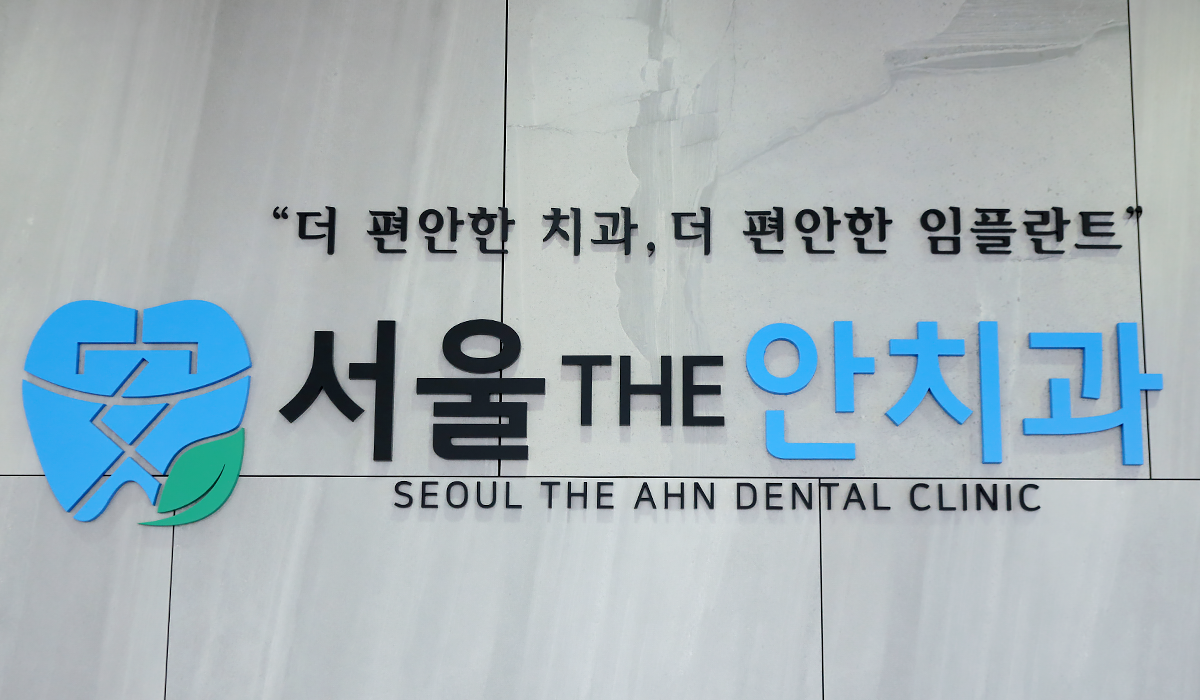 “더 편안한 치과, 더 편안한 임플란트”
서울 THE 안치과
SEOUL THE AHN DENTAL CLINIC